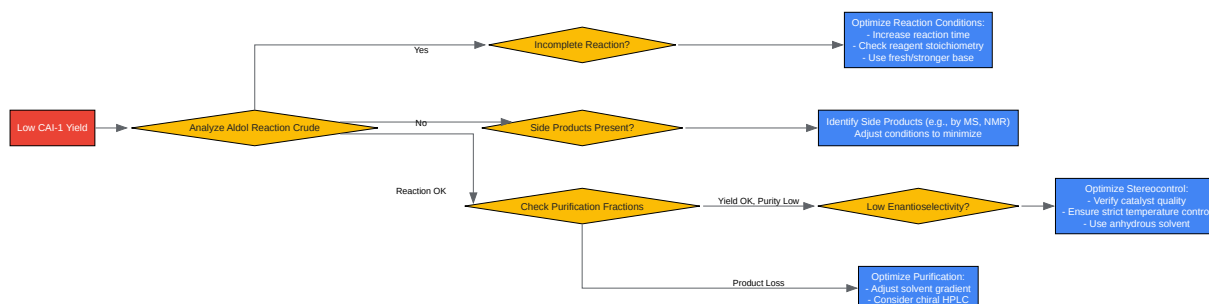 Optimize Reaction Conditions:
- Increase reaction time
- Check reagent stoichiometry
- Use fresh/stronger base
Incomplete Reaction?
Yes
Low CAI-1 Yield
Analyze Aldol Reaction Crude
No
Side Products Present?
Identify Side Products (e.g., by MS, NMR)
Adjust conditions to minimize
Reaction OK
Check Purification Fractions
Yield OK, Purity Low
Low Enantioselectivity?
Optimize Stereocontrol:
- Verify catalyst quality
- Ensure strict temperature contro
- Use anhydrous solvent
Product Loss
Optimize Purification:
- Adjust solvent gradient
- Consider chiral HPLC